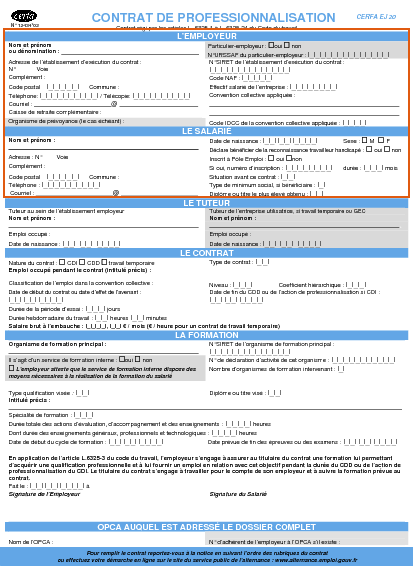 cerfa
CONTRAT DE PROFESSIONNALISATION
CERFA EJ 20
L'EMPLOYEUR
Nom et prénom :
ou dénomination :
Particulier-employeur : oui non
N°URSSAF du particulier-employeur :
Adresse de l'établissement d'exécution du contrat :
N° Voie
Complément :
Code postal : Commune :
Téléphone : Télécopie :
Courriel : @
Caisse de retraite complémentaire :
Organisme de prévoyance (le cas échéant) :
N°SIRET de l'établissement d'exécution du contrat :
Code NAF :
Effectif salarié de l'entreprise :
Convention collective appliquée :
Code IDCC de la convention collective appliquée :
LE SALARIÉ
Nom et prénom :
Adresse : N° Voie
Complément :
Code postal : Commune :
Téléphone :
Courriel : @
Date de naissance : Sexe : M F
Déclare bénéficier de la reconnaissance travailleur handicapé : oui non
Inscrit à Pôle Emploi : oui non
Si oui, numéro d'inscription : durée : mois
Situation avant ce contrat :
Type de minimum social, si bénéficiaire :
Diplôme ou titre le plus élevé obtenu :
LE TUTEUR
Tuteur au sein de l'établissement employeur
Nom et prénom :
Emploi occupé :
Date de naissance :
Tuteur de l'entreprise utilisatrice, si travail temporaire ou GEC
Nom et prénom :
Emploi occupé :
Date de naissance :
LE CONTRAT
Nature du contrat : CDI CDD travail temporaire
Type de contrat :
Emploi occupé pendant le contrat (intitulé précis) :
Classification de l'emploi dans la convention collective :
Niveau : Coefficient hiérarchique :
Date de début du contrat ou date d'effet de l'avenant :
Date de fin du CDD ou de l'action de professionnalisation si CDI :
Durée de la période d'essai : jours
Durée hebdomadaire du travail : heures minutes
Salaire brut à l'embauche : € / mois (€ / heure pour un contrat de travail temporaire)
LA FORMATION
Organisme de formation principal :
N°SIRET de l'organisme de formation principal :
Il s'agit d'un service de formation interne : oui non
L'employeur atteste que le service de formation interne dispose des
moyens nécessaires à la réalisation de la formation du salarié
N° de déclaration d'activité de cet organisme :
Nombre d'organismes de formation intervenant :
Type qualification visée : Diplôme ou titre visé :
Intitulé précis :
Spécialité de formation :
Durée totale des actions d'évaluation, d'accompagnement et des enseignements : heures
Dont durée des enseignements généraux, professionnels et technologiques : heures
Date de début du cycle de formation : Date prévue de fin des épreuves ou des examens :
En application de l'article L.6325-3 du code du travail, l'employeur s'engage à assurer au titulaire du contrat une formation lui permettant
d'acquérir une qualification professionnelle et à lui fournir un emploi en relation avec cet objectif pendant la durée du CDD ou de l'action de
professionnalisation du CDI. Le titulaire du contrat s'engage à travailler pour le compte de son employeur et à suivre la formation prévue au
contrat.
Fait le : à
Signature de l'Employeur Signature du Salarié
OPCA AUQUEL EST ADRESSÉ LE DOSSIER COMPLET
Nom de l'OPCA : N° d'adhérent de l'employeur à l'OPCA s'il existe :
Pour remplir le contrat reportez-vous à la notice en suivant l'ordre des rubriques du contrat
ou effectuez votre démarche en ligne sur le site du service public de l'alternance : www.alternance.emploi.gouv.fr